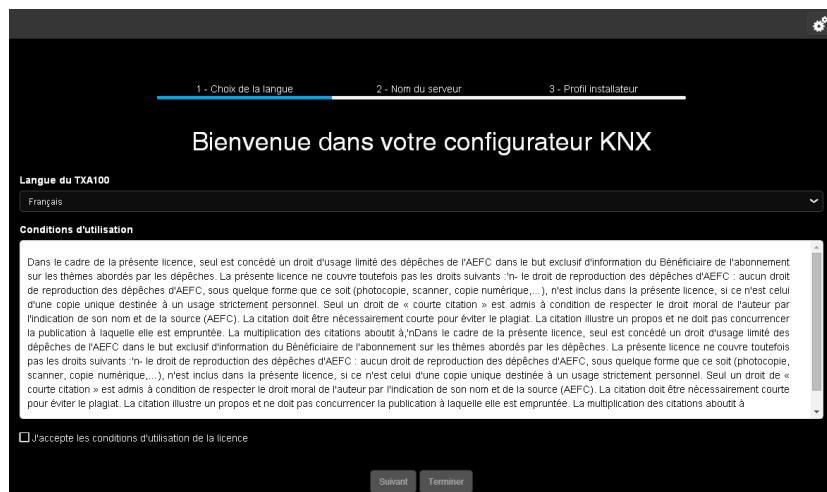 1 - Choix de la langue 2 - Nom du serveur 3 - Profil installateur
Bienvenue dans votre configurateur KNX
Langue du TXA100
Français
Conditions d'utilisation
Dans le cadre de la présente licence, seul est concédé un droit d'usage limité des dépêches de l'AEFC dans le but exclusif d'information du Bénéficiaire de l'abonnement
sur les thèmes abordés par les dépêches. La présente licence ne couvre toutefois pas les droits suivants :'n- le droit de reproduction des dépêches d'AEFC : aucun droit
de reproduction des dépêches d'AEFC, sous quelque forme que ce soit (photocopie, scanner, copie numérique,...), n'est inclus dans la présente licence, si ce n'est celui
d'une copie unique destinée à un usage strictement personnel. Seul un droit de « courte citation » est admis à condition de respecter le droit moral de l'auteur par
l'indication de son nom et de la source (AEFC). La citation doit être nécessairement courte pour éviter le plagiat. La citation illustre un propos et ne doit pas concurrencer
la publication à laquelle elle est empruntée. La multiplication des citations aboutit à,'nDans le cadre de la présente licence, seul est concédé un droit d'usage limité des
dépêches de l'AEFC dans le but exclusif d'information du Bénéficiaire de l'abonnement sur les thèmes abordés par les dépêches. La présente licence ne couvre toutefois
pas les droits suivants :'n- le droit de reproduction des dépêches d'AEFC : aucun droit de reproduction des dépêches d'AEFC, sous quelque forme que ce soit (photocopie,
scanner, copie numérique,...), n'est inclus dans la présente licence, si ce n'est celui d'une copie unique destinée à un usage strictement personnel. Seul un droit de «
courte citation » est admis à condition de respecter le droit moral de l'auteur par l'indication de son nom et de la source (AEFC). La citation doit être nécessairement courte
pour éviter le plagiat. La citation illustre un propos et ne doit pas concurrencer la publication à laquelle elle est empruntée. La multiplication des citations aboutit à
J'accepte les conditions d'utilisation de la licence
Suivant Terminer